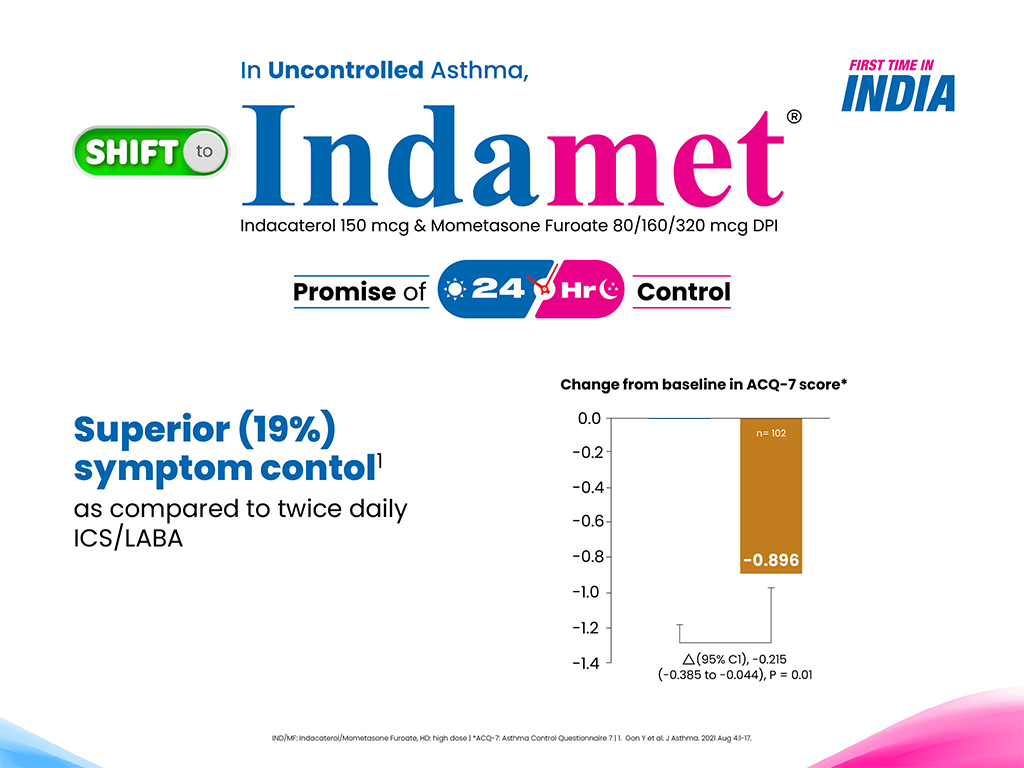 In Uncontrolled Asthma,
FIRST TIME IN
INDIA
SHIFT to
Indamet®
Indacaterol 150 mcg & Mometasone Furoate 80/160/320 mcg DPI
Promise of 24 Hr Control
Superior (19%)
symptom contol1
as compared to twice daily
ICS/LABA
Change from baseline in ACQ-7 score*
0.0
-0.2
-0.4
-0.6
-0.8
-1.0
-1.2
-1.4
n= 102
-0.896
△(95% C1), -0.215
(-0.385 to -0.044), P = 0.01
IND/MF: Indacaterol/Mometasone Furoate, HD: high dose | *ACQ-7: Asthma Control Questionnaire 7 | 1. Gon Y et al. J Asthma. 2021 Aug 4:1-17.